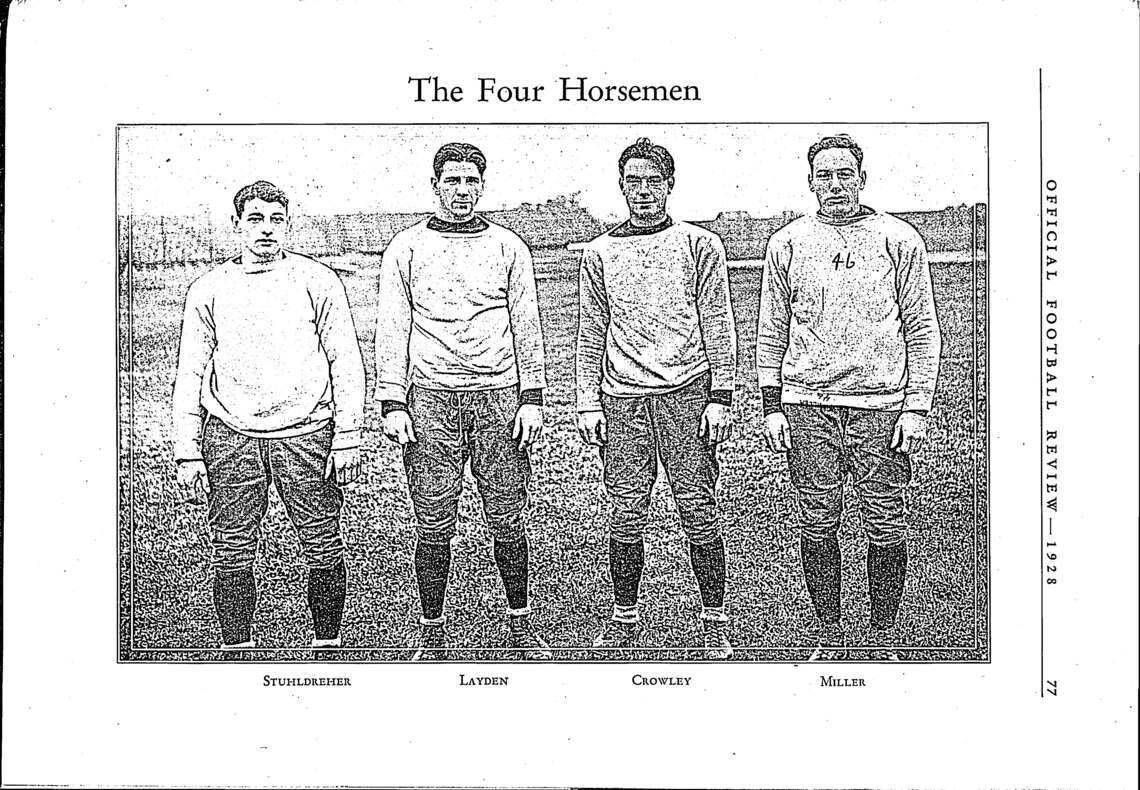 The Four Horsemen
46
STUHLDREHER LAYDEN CROWLEY MILLER
OFFICIAL FOOTBALL REVIEW—1928 77